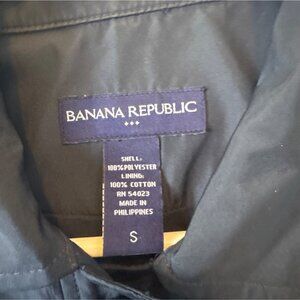 BANANA REPUBLIC
SHELL:
100%POLYESTER
LINING:
100% COTTON
RN 54023
MADE IN
PHILIPPINES
S